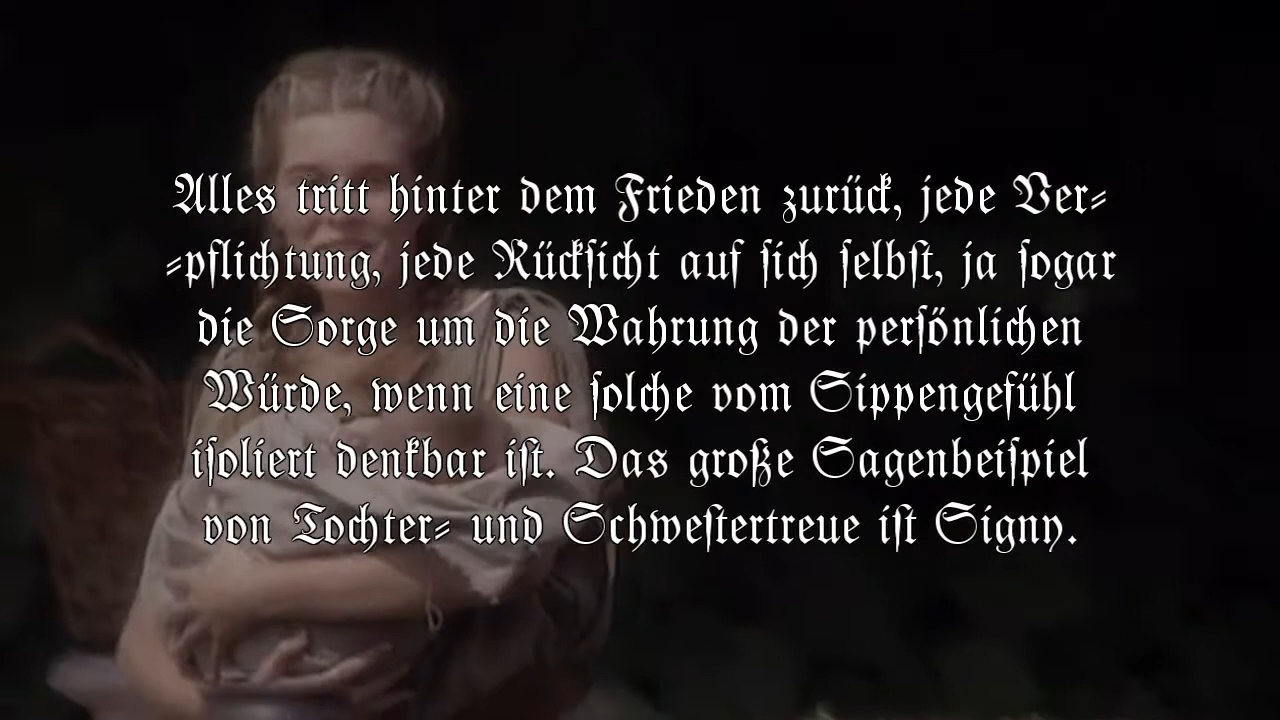 Alles tritt hinter dem Frieden zurück, jede Ver⸗
⸗pflichtung, jede Rückſicht auf ſich ſelbſt, ja ſogar
die Sorge um die Wahrung der perſönlichen
Würde, wenn eine ſolche vom Sippengefühl
iſoliert denkbar iſt. Das große Sagenbeiſpiel
von Tochter⸗ und Schweſtertreue iſt Signy.